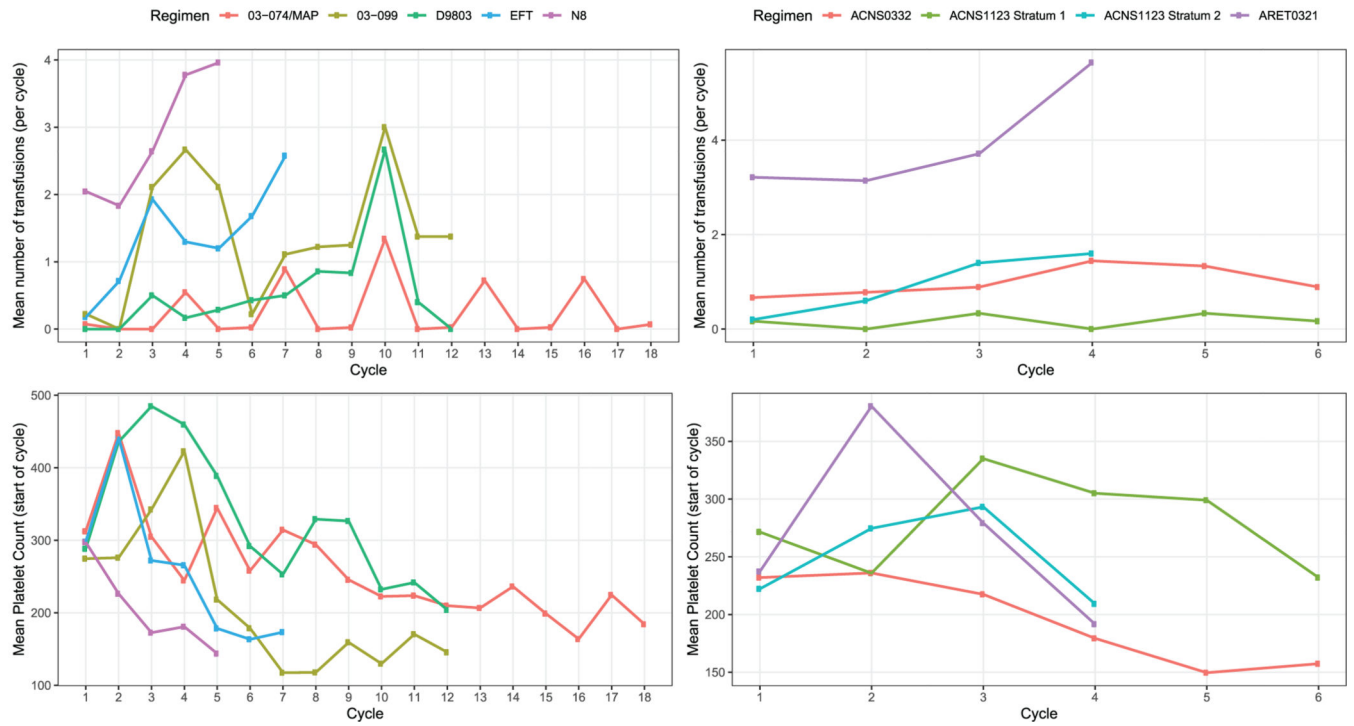 Regimen 03−074/MAP 03−099 D9803 EFT N8
Regimen ACNS0332 ACNS1123 Stratum 1 ACNS1123 Stratum 2 ARET0321
Mean number of transfusions (per cycle)
4
3
2
1
0
1 2 3 4 5 6 7 8 9 10 11 12 13 14 15 16 17 18
Cycle
Mean number of transfusions (per cycle)
4
2
0
1 2 3 4 5 6
Cycle
Mean Platelet Count (start of cycle)
500
400
300
200
100
1 2 3 4 5 6 7 8 9 10 11 12 13 14 15 16 17 18
Cycle
Mean Platelet Count (start of cycle)
350
300
250
200
150
1 2 3 4 5 6
Cycle